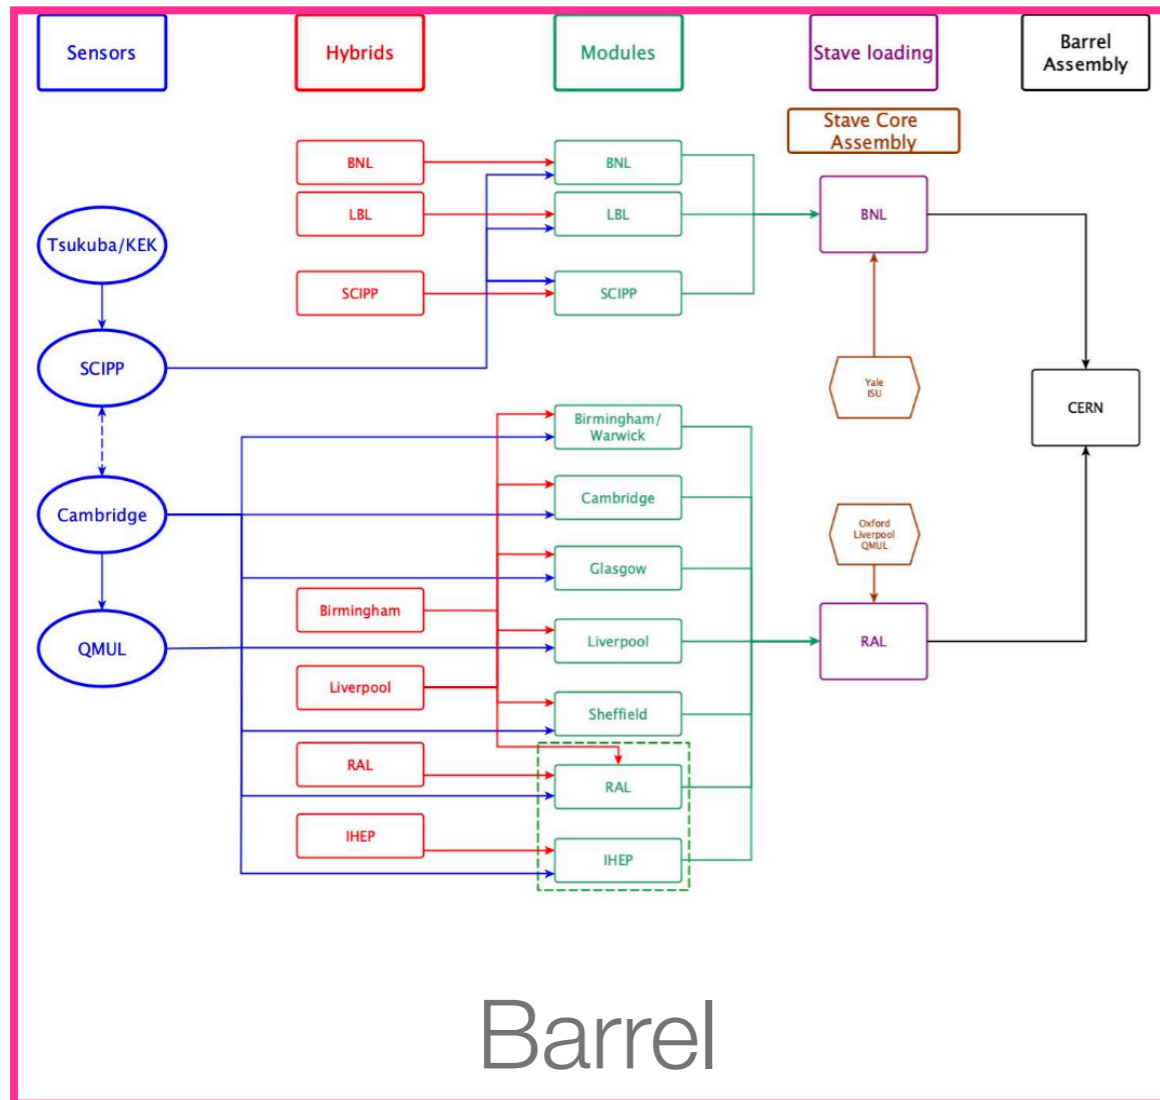 Sensors
Hybrids
Modules
Stave loading
Barrel
Assembly
Stave Core
Assembly
BNL
LBL
SCIPP
BNL
LBL
SCIPP
BNL
Tsukuba/KEK
SCIPP
Cambridge
QMUL
Yale
ISU
CERN
Birmingham
Liverpool
RAL
IHEP
Birmingham/
Warwick
Cambridge
Glasgow
Liverpool
Sheffield
RAL
IHEP
Oxford
Liverpool
QMUL
RAL
Barrel